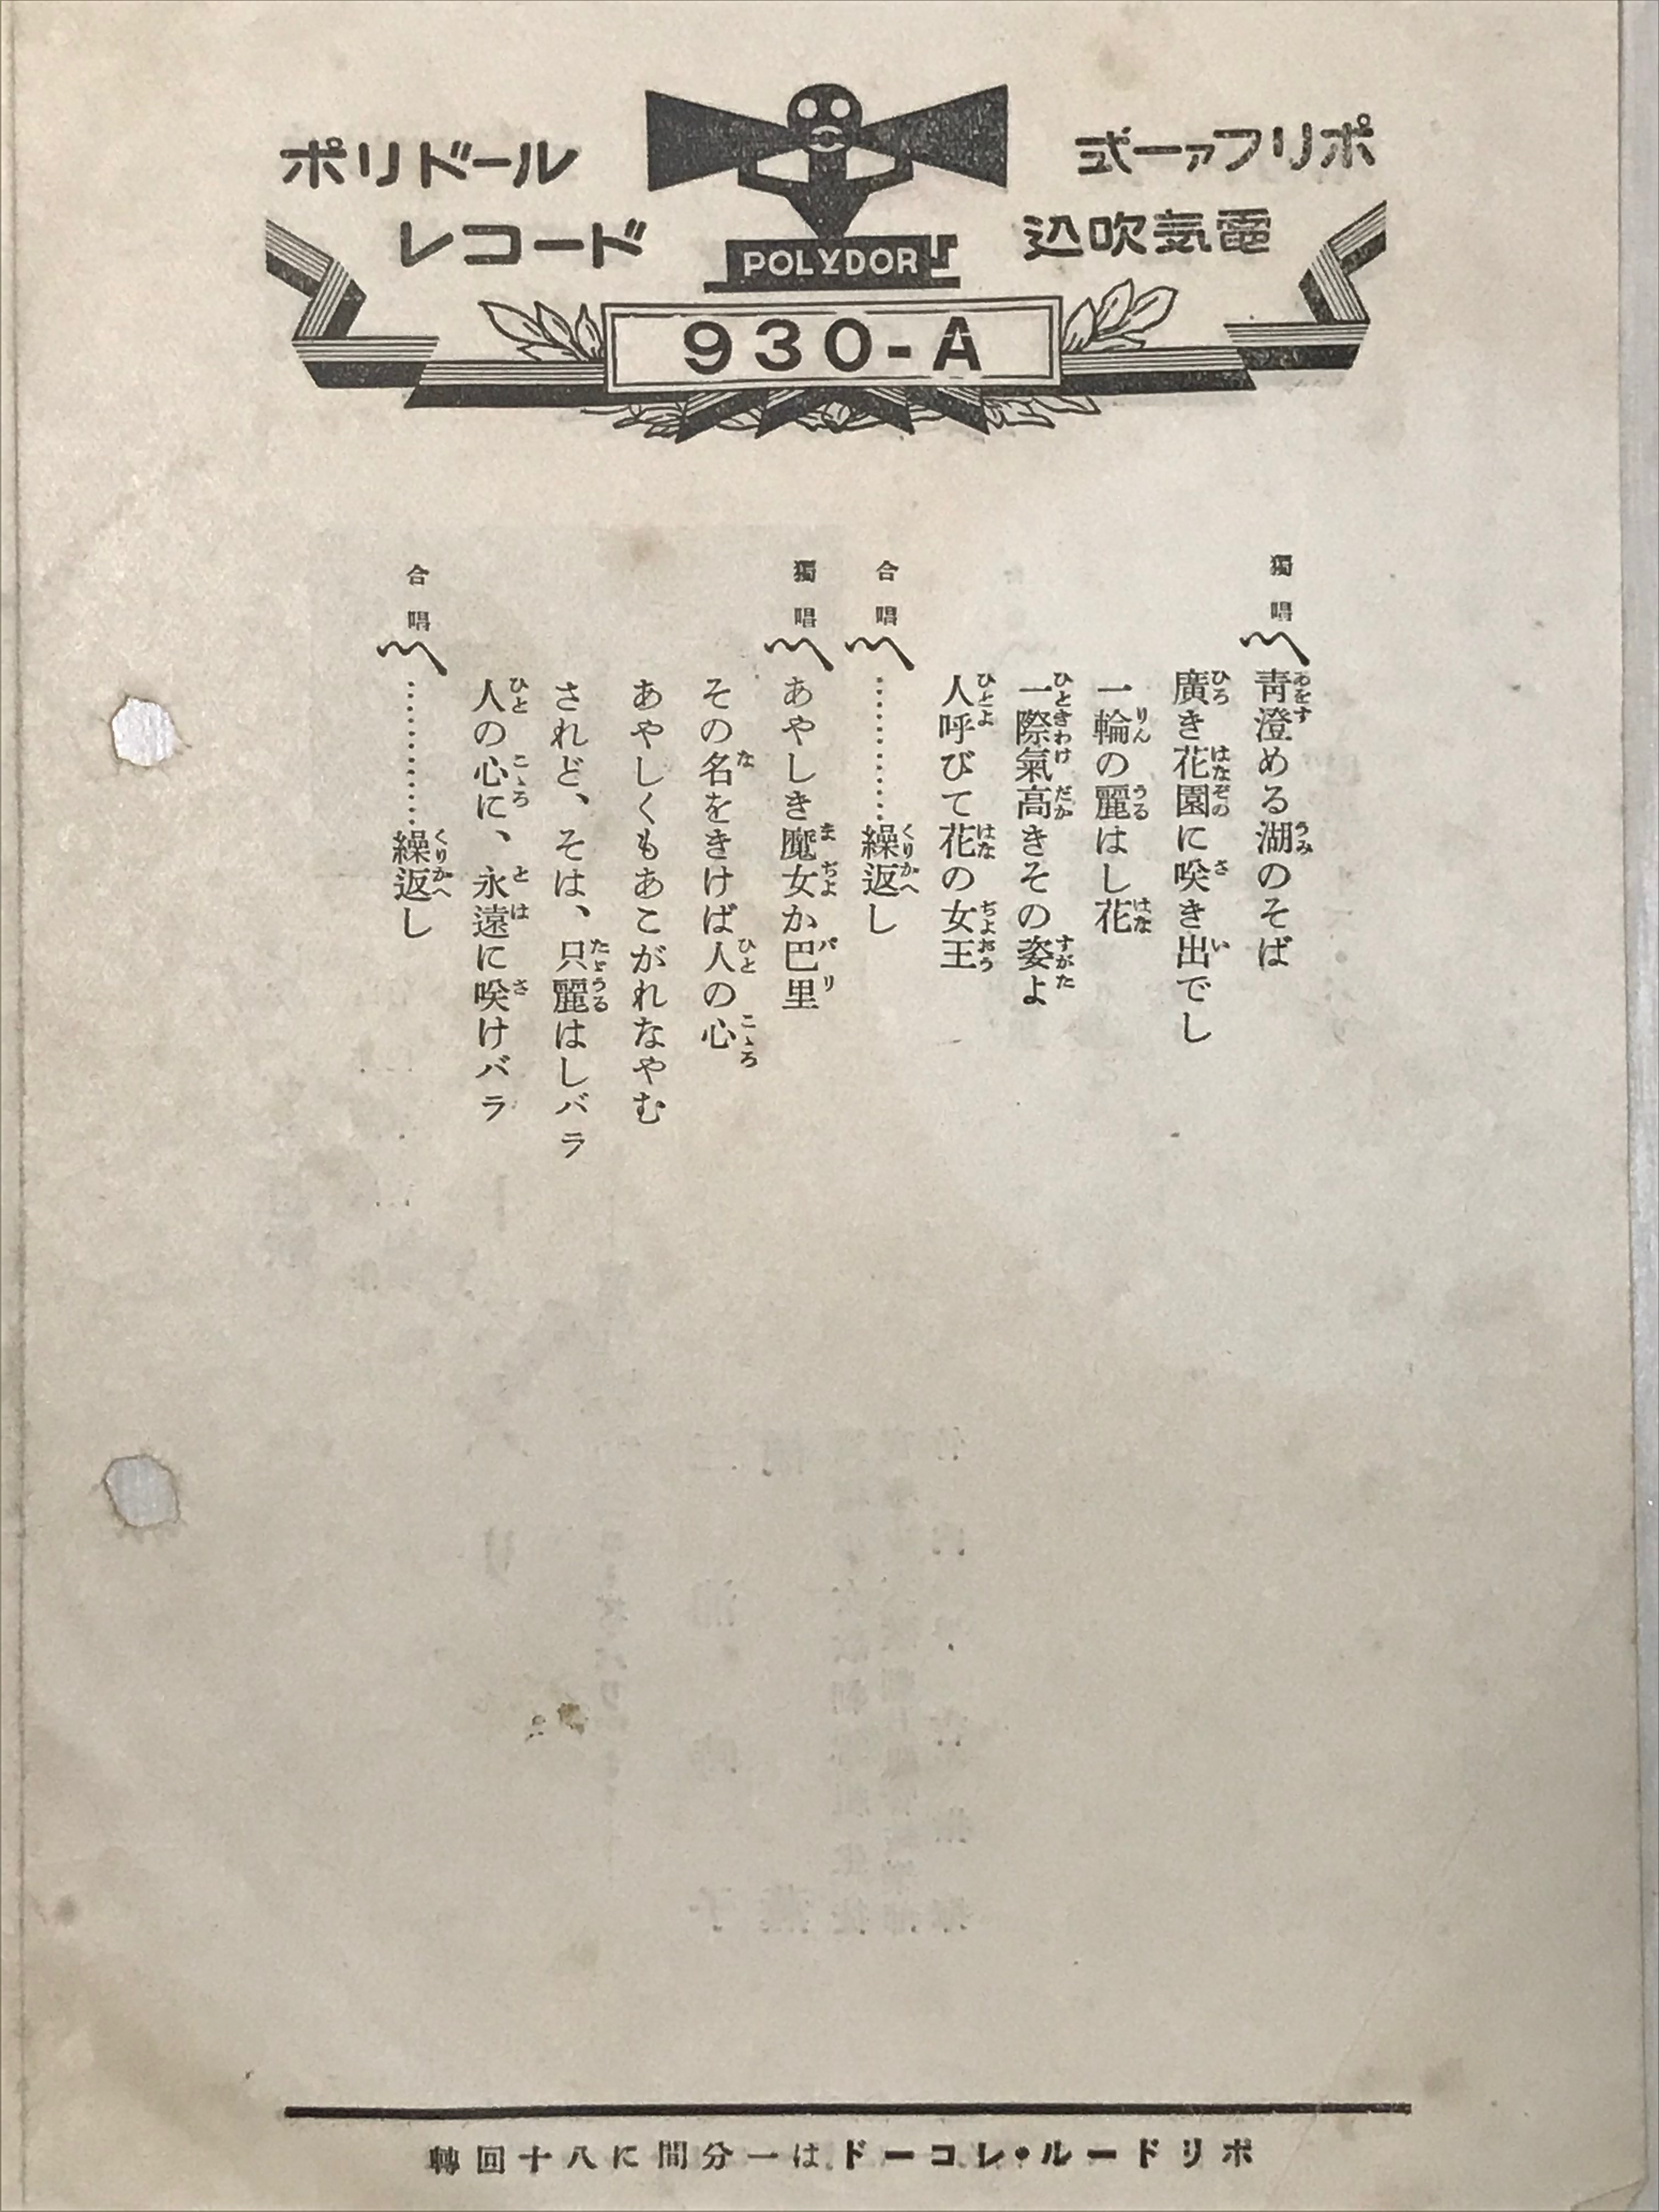 ポリドール
レコード
ポリファー式
電気吹込
POLYDOR
930-A
獨唱〽青澄める湖のそば
廣き花園に咲き出でし
一輪の麗はし花
一際氣高きその姿よ
人呼びて花の女王
合唱〽…………繰返し
獨唱〽あやしき魔女か巴里
その名をきけば人の心
あやしくもあこがれなやむ
されど、そは、只麗はしバラ
人の心に、永遠に咲けバラ
合唱〽…………繰返し
ポリドール・レコードは一分間に八十回轉